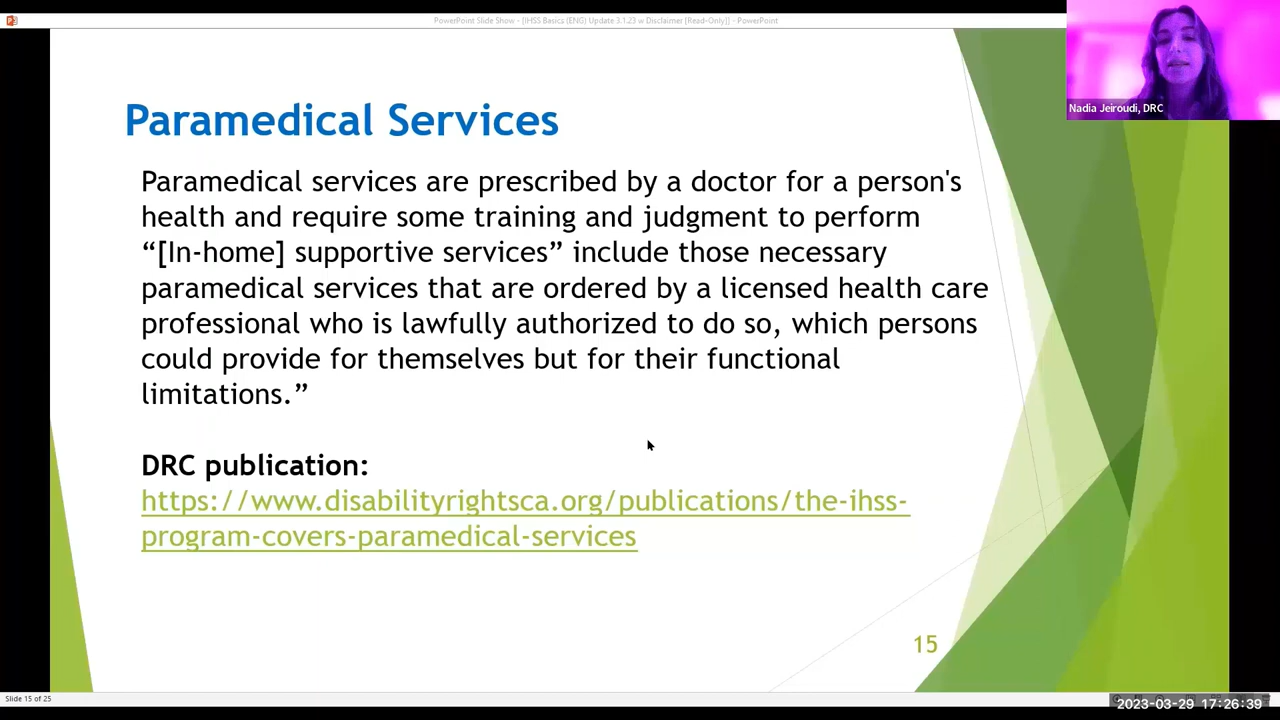 PowerPoint Slide Show - [IHSS Basics (ENG) Update 3.1.23 w Disclaimer [Read-Only]] - PowerPoint
Nadia Jeiroudi, DRC
Paramedical Services
Paramedical services are prescribed by a doctor for a person's
health and require some training and judgment to perform
“[In-home] supportive services” include those necessary
paramedical services that are ordered by a licensed health care
professional who is lawfully authorized to do so, which persons
could provide for themselves but for their functional
limitations.”
DRC publication:
https://www.disabilityrightsca.org/publications/the-ihss-
program-covers-paramedical-services
15
Slide 15 of 25
2023-03-29 17:26:39